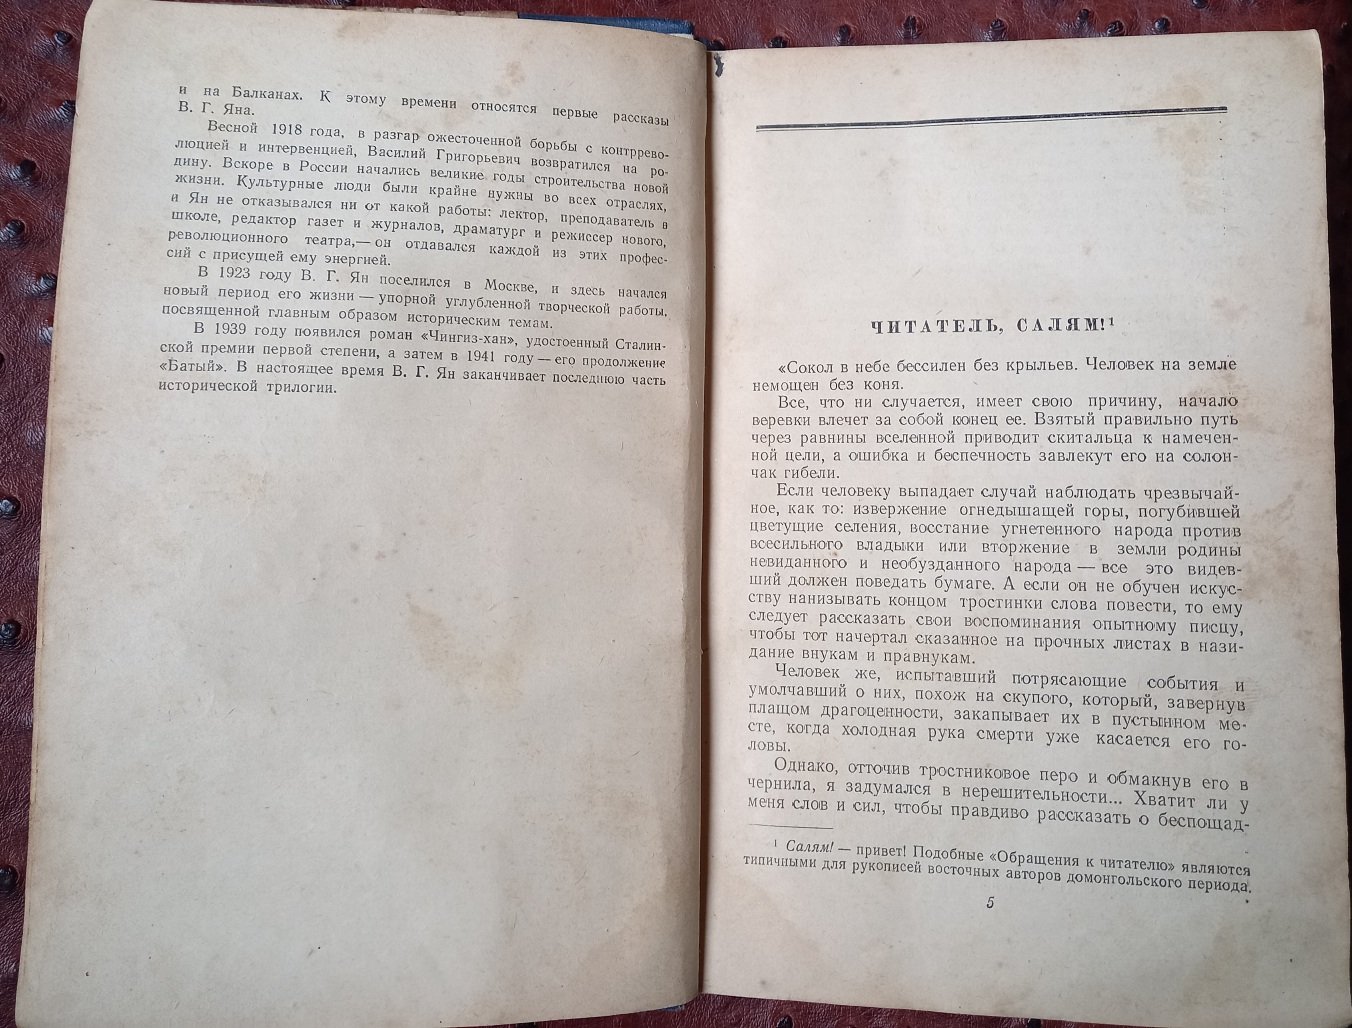 и на Балканах. К этому времени относятся первые рассказы
В. Г. Яна.
Весной 1918 года, в разгар ожесточенной борьбы с контррево-
люцией и интервенцией, Василий Григорьевич возвратился на ро-
дину. Вскоре в России начались великие годы строительства новой
жизни. Культурные люди были крайне нужны во всех отраслях,
и Ян не отказывался ни от какой работы: лектор, преподаватель в
школе, редактор газет и журналов, драматург и режиссер нового,
революционного театра,— он отдавался каждой из этих профес-
сий с присущей ему энергией.
В 1923 году В. Г. Ян поселился в Москве, и здесь начался
новый период его жизни — упорной углубленной творческой работы,
посвященной главным образом историческим темам.
В 1939 году появился роман «Чингиз-хан», удостоенный Сталин-
ской премии первой степени, а затем в 1941 году — его продолжение
«Батый». В настоящее время В. Г. Ян заканчивает последнюю часть
исторической трилогии.
ЧИТАТЕЛЬ, САЛЯМ!¹
«Сокол в небе бессилен без крыльев. Человек на земле
немощен без коня.
Все, что ни случается, имеет свою причину, начало
веревки влечет за собой конец ее. Взятый правильно путь
через равнины вселенной приводит скитальца к намечен-
ной цели, а ошибка и беспечность завлекут его на солон-
чак гибели.
Если человеку выпадает случай наблюдать чрезвычай-
ное, как то: извержение огнедышащей горы, погубившей
цветущие селения, восстание угнетенного народа против
всесильного владыки или вторжение в земли родины
невиданного и необузданного народа — все это видев-
ший должен поведать бумаге. А если он не обучен искус-
ству нанизывать концом тростинки слова повести, то ему
следует рассказать свои воспоминания опытному писцу,
чтобы тот начертал сказанное на прочных листах в нази-
дание внукам и правнукам.
Человек же, испытавший потрясающие события и
умолчавший о них, похож на скупого, который, завернув
плащом драгоценности, закапывает их в пустынном ме-
сте, когда холодная рука смерти уже касается его го-
ловы.
Однако, отточив тростниковое перо и обмакнув его в
чернила, я задумался в нерешительности... Хватит ли у
меня слов и сил, чтобы правдиво рассказать о беспощад-
¹ Салям! — привет! Подобные «Обращения к читателю» являются
типичными для рукописей восточных авторов домонгольского периода.
5